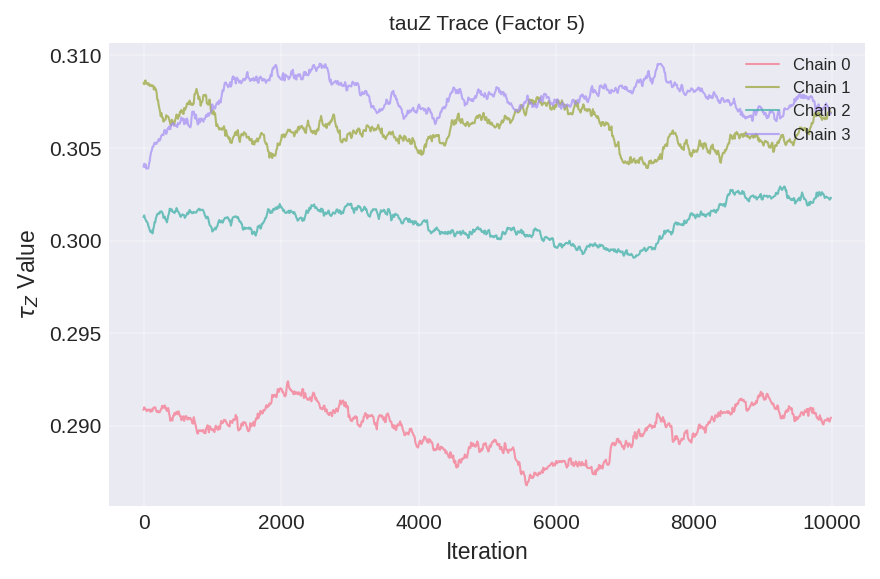 tauZ Trace (Factor 5)
0.310
0.305
0.300
0.295
0.290
τZ Value
Chain 0
Chain 1
Chain 2
Chain 3
0 2000 4000 6000 8000 10000
Iteration